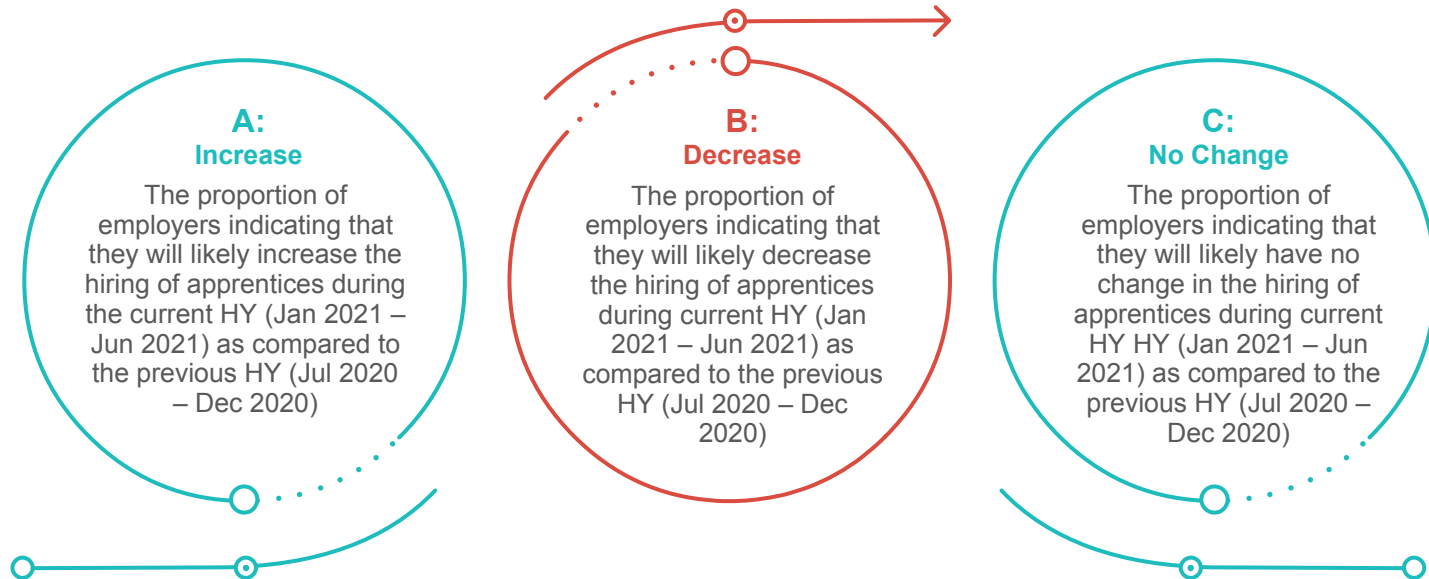 A:
Increase
The proportion of
employers indicating that
they will likely increase the
hiring of apprentices during
the current HY (Jan 2021 –
Jun 2021) as compared to
the previous HY (Jul 2020
– Dec 2020)
B:
Decrease
The proportion of
employers indicating that
they will likely decrease
the hiring of apprentices
during current HY (Jan
2021 – Jun 2021) as
compared to the previous
HY (Jul 2020 – Dec
2020)
C:
No Change
The proportion of
employers indicating that
they will likely have no
change in the hiring of
apprentices during current
HY HY (Jan 2021 – Jun
2021) as compared to the
previous HY (Jul 2020 –
Dec 2020)